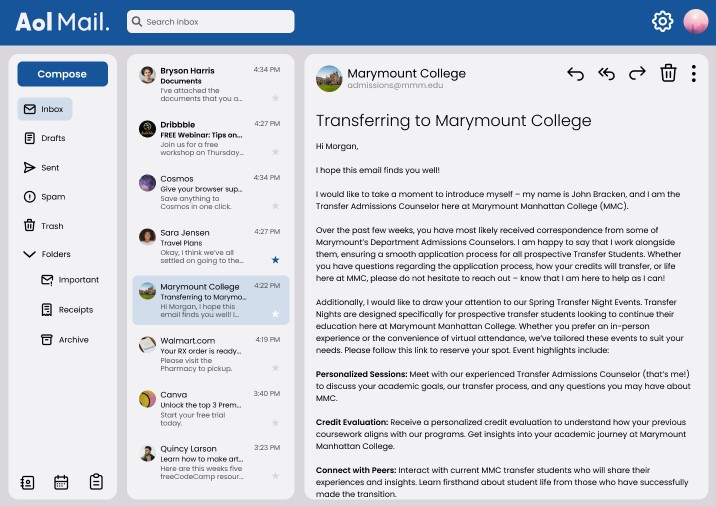 Aol Mail.
Search inbox
Compose
Inbox
Drafts
Sent
Spam
Trash
Folders
Important
Receipts
Archive
Bryson Harris 4:34 PM
Documents
I've attached the
documents that you a...
Dribbble 4:27 PM
FREE Webinar: Tips on...
Join us for a free
workshop on Thursday...
Cosmos 4:34 PM
Give your browser sup...
Save anything to
Cosmos in one click.
Sara Jensen 4:27 PM
Travel Plans
Okay, I think we've all
settled on going to the...
Marymount College 4:22 PM
Transferring to Marymo...
Hi Morgan, I hope this
email finds you well! I...
Walmart.com 4:19 PM
Your RX order is ready...
Please visit the
Pharmacy to pickup.
Canva 3:40 PM
Unlock the top 3 Prem...
Start your free trial
today.
Quincy Larson 3:23 PM
Learn how to make art...
Here are this weeks five
freeCodeCamp resour...
Marymount College
admissions@mmm.edu
Transferring to Marymount College
Hi Morgan,
I hope this email finds you well!
I would like to take a moment to introduce myself – my name is John Bracken, and I am the
Transfer Admissions Counselor here at Marymount Manhattan College (MMC).
Over the past few weeks, you have most likely received correspondence from some of
Marymount's Department Admissions Counselors. I am happy to say that I work alongside
them, ensuring a smooth application process for all prospective Transfer Students. Whether
you have questions regarding the application process, how your credits will transfer, or life
here at MMC, please do not hesitate to reach out – know that I am here to help as I can!
Additionally, I would like to draw your attention to our Spring Transfer Night Events. Transfer
Nights are designed specifically for prospective transfer students looking to continue their
education here at Marymount Manhattan College. Whether you prefer an in-person
experience or the convenience of virtual attendance, we've tailored these events to suit your
needs. Please follow this link to reserve your spot. Event highlights include:
Personalized Sessions: Meet with our experienced Transfer Admissions Counselor (that's me!)
to discuss your academic goals, our transfer process, and any questions you may have about
MMC.
Credit Evaluation: Receive a personalized credit evaluation to understand how your previous
coursework aligns with our programs. Get insights into your academic journey at Marymount
Manhattan College.
Connect with Peers: Interact with current MMC transfer students who will share their
experiences and insights. Learn firsthand about student life from those who have successfully
made the transition.